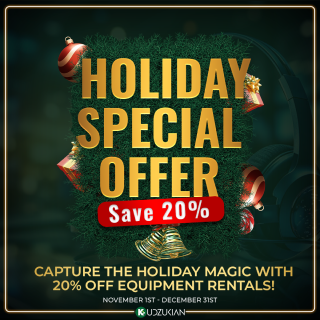 HOLIDAY
SPECIAL
OFFER
Save 20%
CAPTURE THE HOLIDAY MAGIC WITH
20% OFF EQUIPMENT RENTALS!
NOVEMBER 1ST - DECEMBER 31ST
KUDZUKIAN